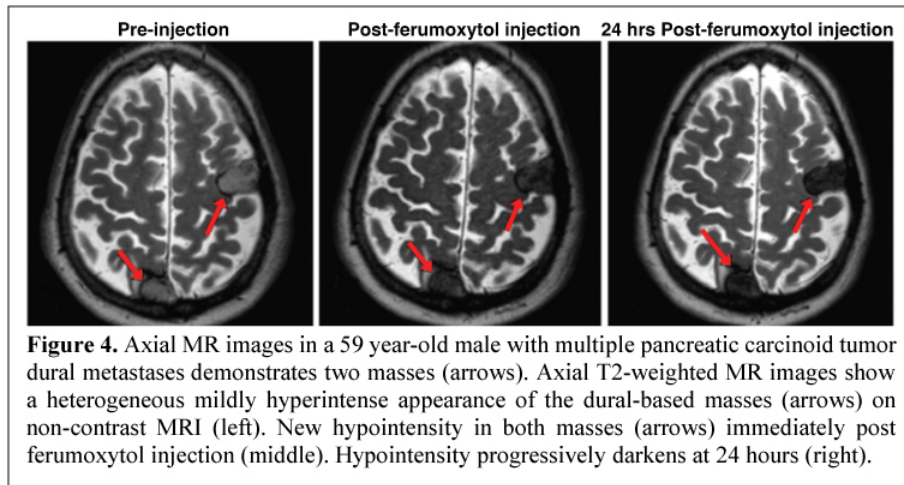 Pre-injection
Post-ferumoxytol injection
24 hrs Post-ferumoxytol injection
Figure 4. Axial MR images in a 59 year-old male with multiple pancreatic carcinoid tumor
dural metastases demonstrates two masses (arrows). Axial T2-weighted MR images show
a heterogeneous mildly hyperintense appearance of the dural-based masses (arrows) on
non-contrast MRI (left). New hypointensity in both masses (arrows) immediately post
ferumoxytol injection (middle). Hypointensity progressively darkens at 24 hours (right).